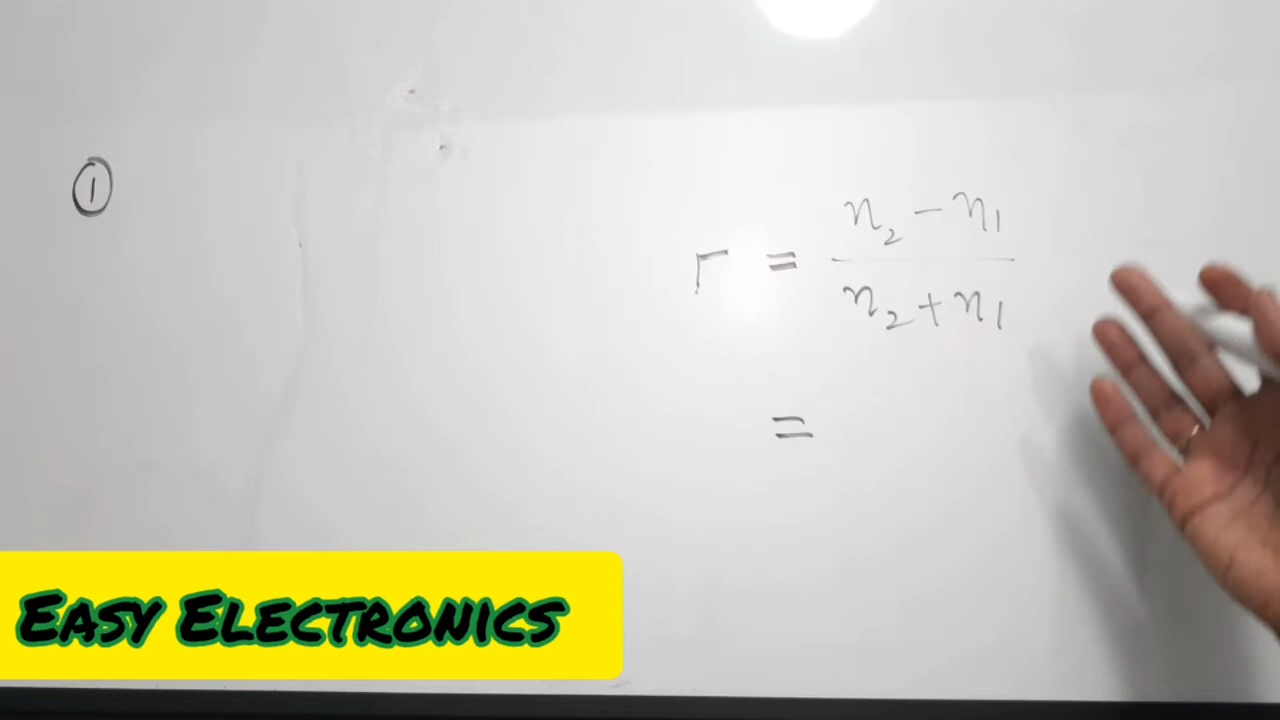 ①
Γ = η₂ - η₁ / η₂ + η₁
=
EASY ELECTRONICS